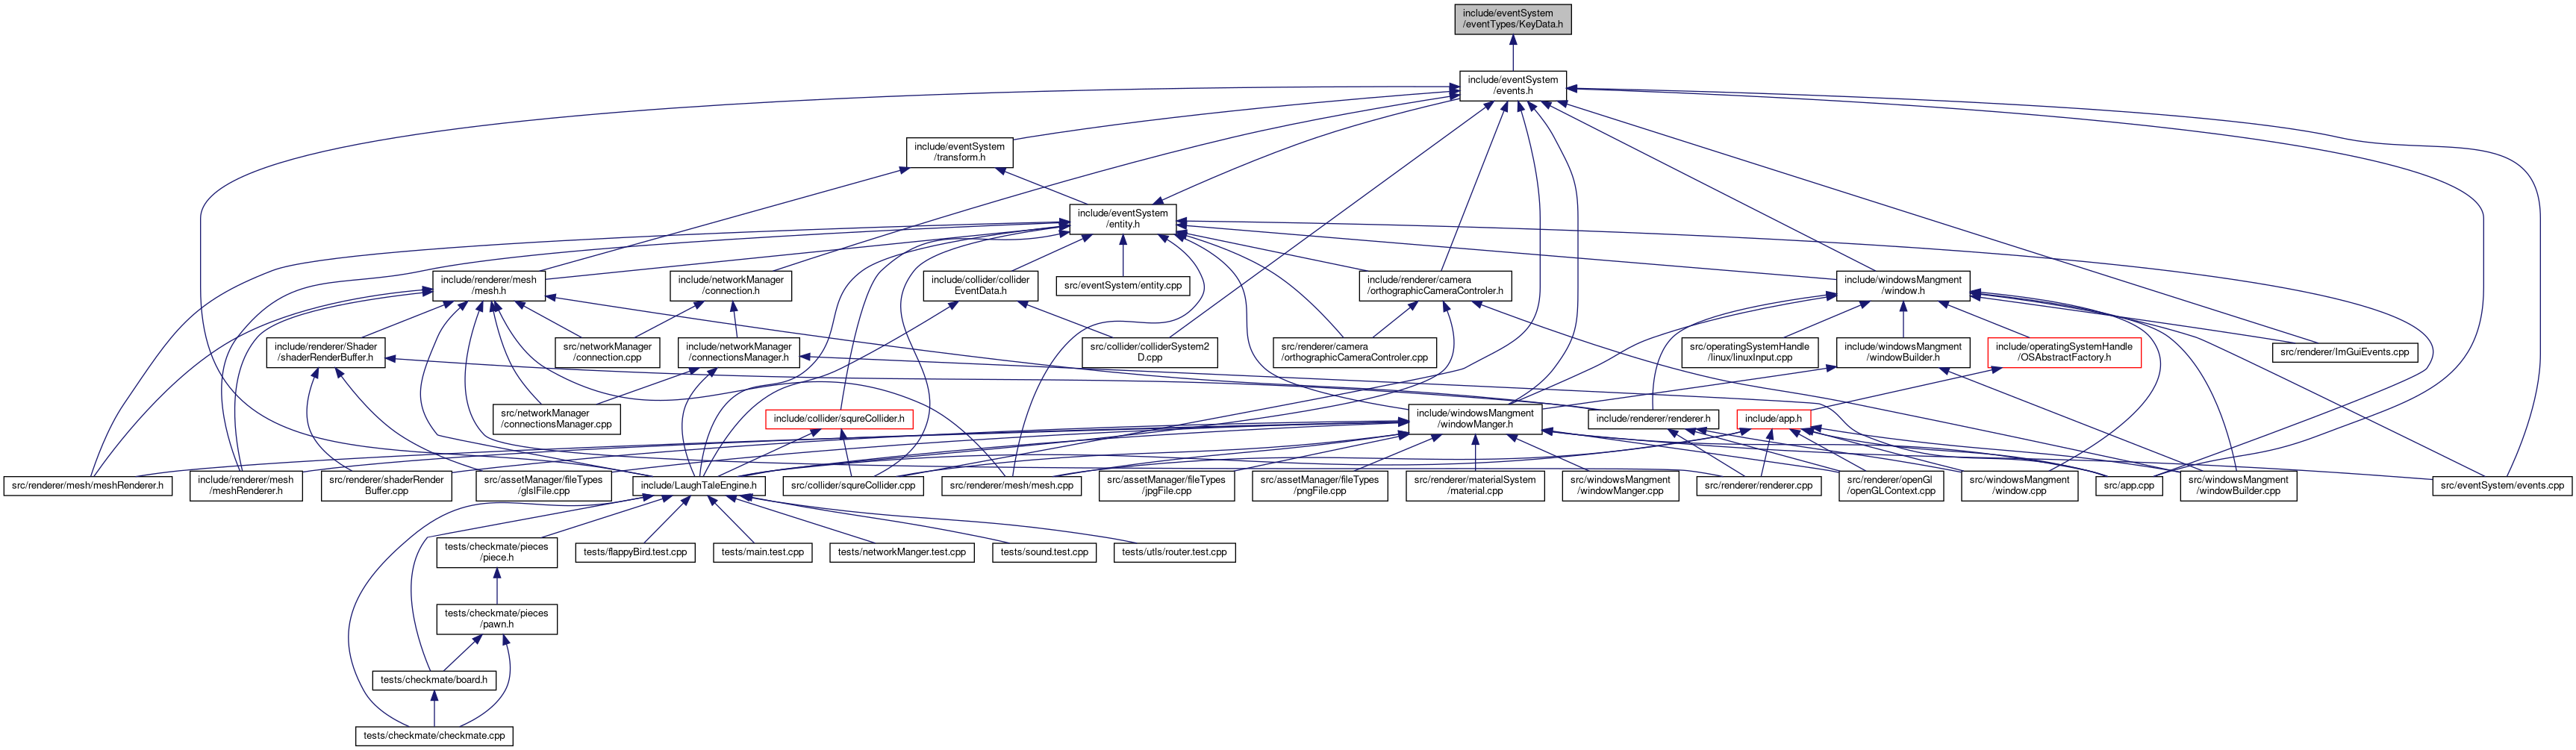 include/eventSystem
/eventTypes/KeyData.h
include/eventSystem
/events.h
include/eventSystem
/transform.h
include/eventSystem
/entity.h
include/renderer/mesh
/mesh.h
include/networkManager
/connection.h
include/collider/collider
EventData.h
src/eventSystem/entity.cpp
include/renderer/camera
/orthographicCameraControler.h
include/windowsMangment
/window.h
include/renderer/Shader
/shaderRenderBuffer.h
src/networkManager
/connection.cpp
include/networkManager
/connectionsManager.h
src/collider/colliderSystem2
D.cpp
src/renderer/camera
/orthographicCameraControler.cpp
src/operatingSystemHandle
/linux/linuxInput.cpp
include/windowsMangment
/windowBuilder.h
include/operatingSystemHandle
/OSAbstractFactory.h
src/renderer/ImGuiEvents.cpp
src/networkManager
/connectionsManager.cpp
include/collider/squreCollider.h
include/windowsMangment
/windowManger.h
include/renderer/renderer.h
include/app.h
src/renderer/mesh/meshRenderer.h
include/renderer/mesh
/meshRenderer.h
src/renderer/shaderRender
Buffer.cpp
src/assetManager/fileTypes
/glslFile.cpp
include/LaughTaleEngine.h
src/collider/squreCollider.cpp
src/renderer/mesh/mesh.cpp
src/assetManager/fileTypes
/jpgFile.cpp
src/assetManager/fileTypes
/pngFile.cpp
src/renderer/materialSystem
/material.cpp
src/windowsMangment
/windowManger.cpp
src/renderer/renderer.cpp
src/renderer/openGl
/openGLContext.cpp
src/windowsMangment
/window.cpp
src/app.cpp
src/windowsMangment
/windowBuilder.cpp
src/eventSystem/events.cpp
tests/checkmate/pieces
/piece.h
tests/flappyBird.test.cpp
tests/main.test.cpp
tests/networkManger.test.cpp
tests/sound.test.cpp
tests/utls/router.test.cpp
tests/checkmate/pieces
/pawn.h
tests/checkmate/board.h
tests/checkmate/checkmate.cpp